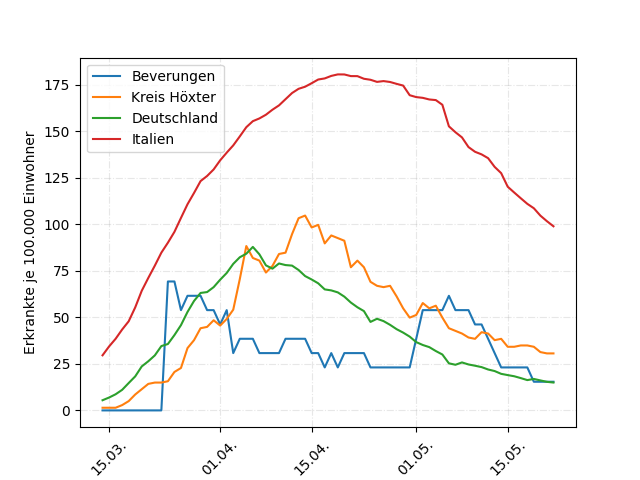 Beverungen
Kreis Höxter
Deutschland
Italien
Erkrankte je 100.000 Einwohner
175
150
125
100
75
50
25
0
15.03.
01.04.
15.04.
01.05.
15.05.